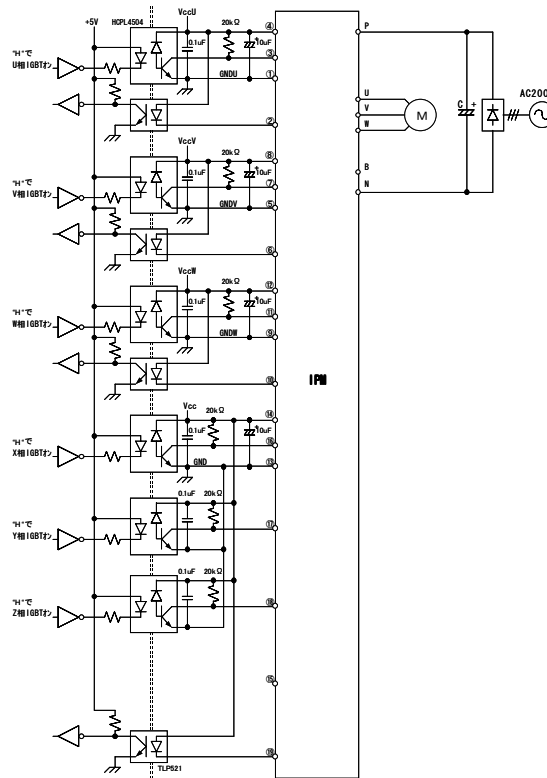 +5V
HCPL4504
VccU
20kΩ
④
P
"H"で
U相IGBTオン
0.1uF
+
10uF
③
GNDU
①
AC200
C
+
U
V
W
M
②
VccV
20kΩ
⑧
"H"で
V相IGBTオン
0.1uF
+
10uF
⑦
GNDV
⑤
B
N
⑥
VccW
20kΩ
⑫
"H"で
W相IGBTオン
0.1uF
+
10uF
⑪
GNDW
⑨
IPM
⑩
Vcc
20kΩ
⑭
"H"で
X相IGBTオン
0.1uF
+
10uF
⑯
GND
⑬
0.1uF
20kΩ
"H"で
Y相IGBTオン
⑰
0.1uF
20kΩ
"H"で
Z相IGBTオン
⑱
⑮
⑲
TLP521